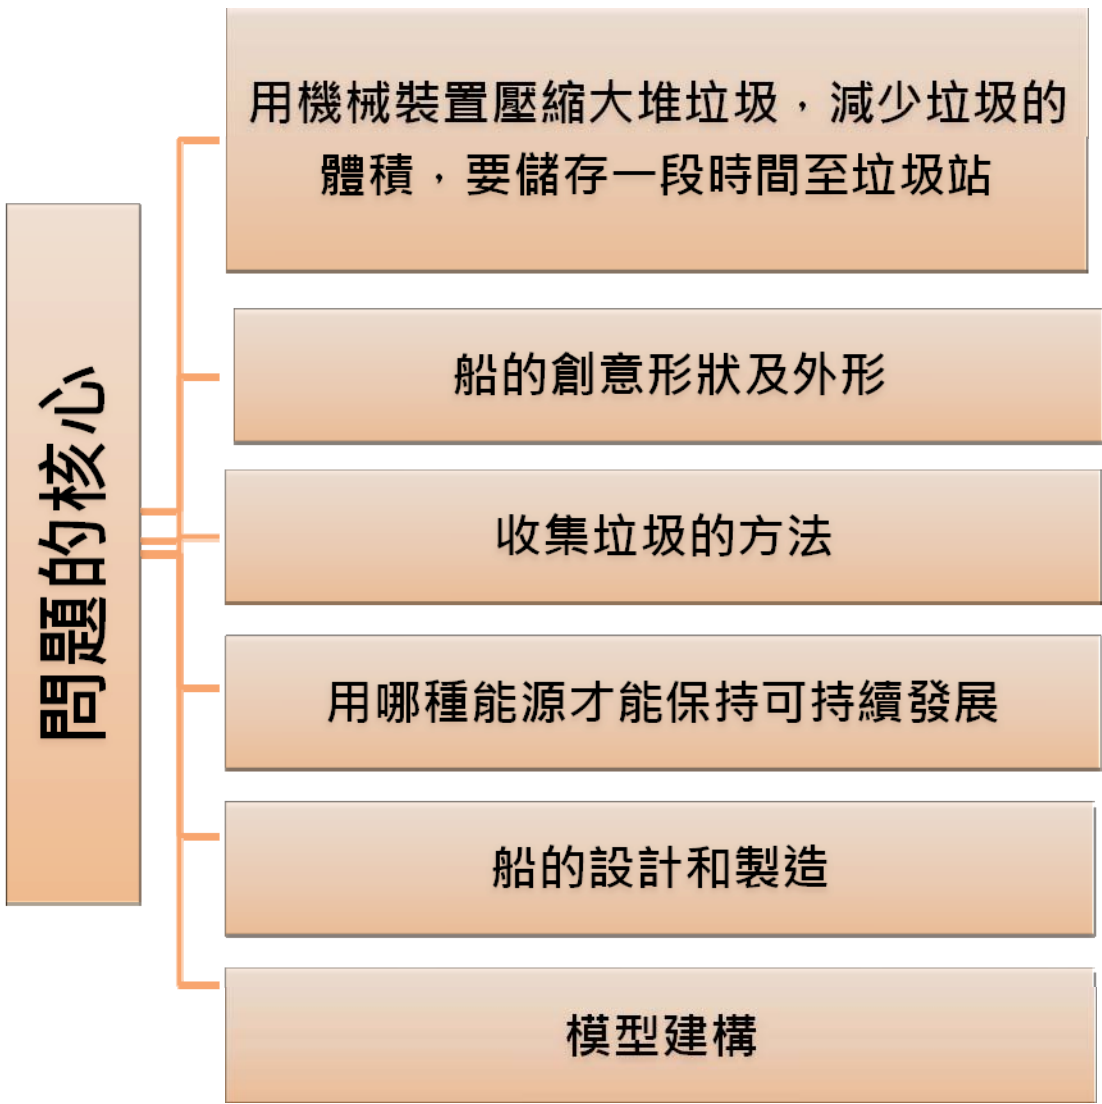 問題的核心
用機械裝置壓縮大堆垃圾，減少垃圾的
體積，要儲存一段時間至垃圾站
船的創意形狀及外形
收集垃圾的方法
用哪種能源才能保持可持續發展
船的設計和製造
模型建構